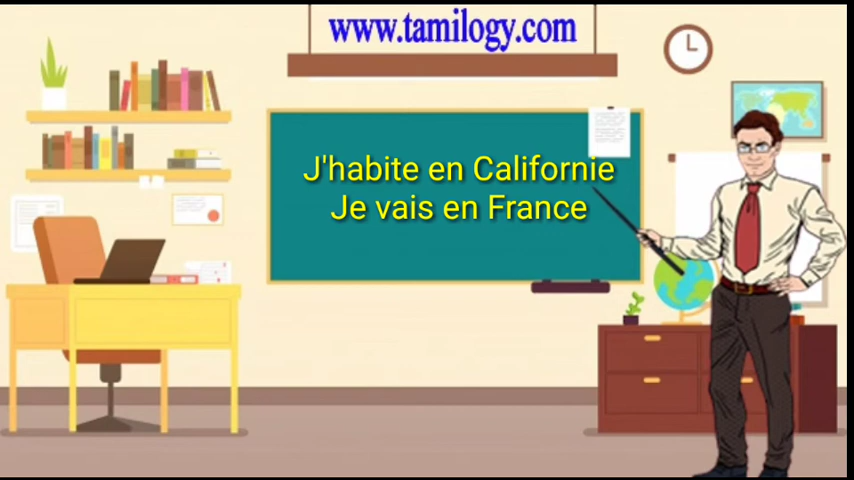 www.tamilogy.com
J'habite en Californie
Je vais en France